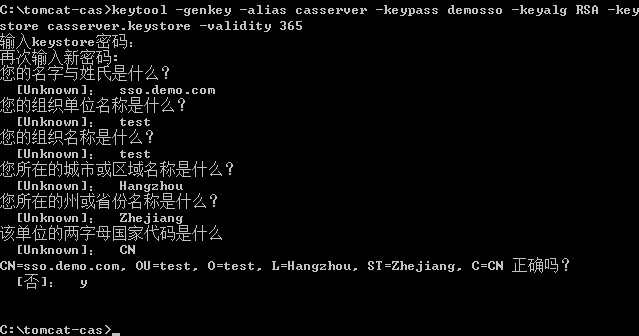 C:\tomcat-cas>keytool -genkey -alias casserver -keypass demosso -keyalg RSA -key
store casserver.keystore -validity 365
输入keystore密码：
再次输入新密码:
您的名字与姓氏是什么？
[Unknown]： sso.demo.com
您的组织单位名称是什么？
[Unknown]： test
您的组织名称是什么？
[Unknown]： test
您所在的城市或区域名称是什么？
[Unknown]： Hangzhou
您所在的州或省份名称是什么？
[Unknown]： Zhejiang
该单位的两字母国家代码是什么
[Unknown]： CN
CN=sso.demo.com, OU=test, O=test, L=Hangzhou, ST=Zhejiang, C=CN 正确吗？
[否]： y
C:\tomcat-cas>